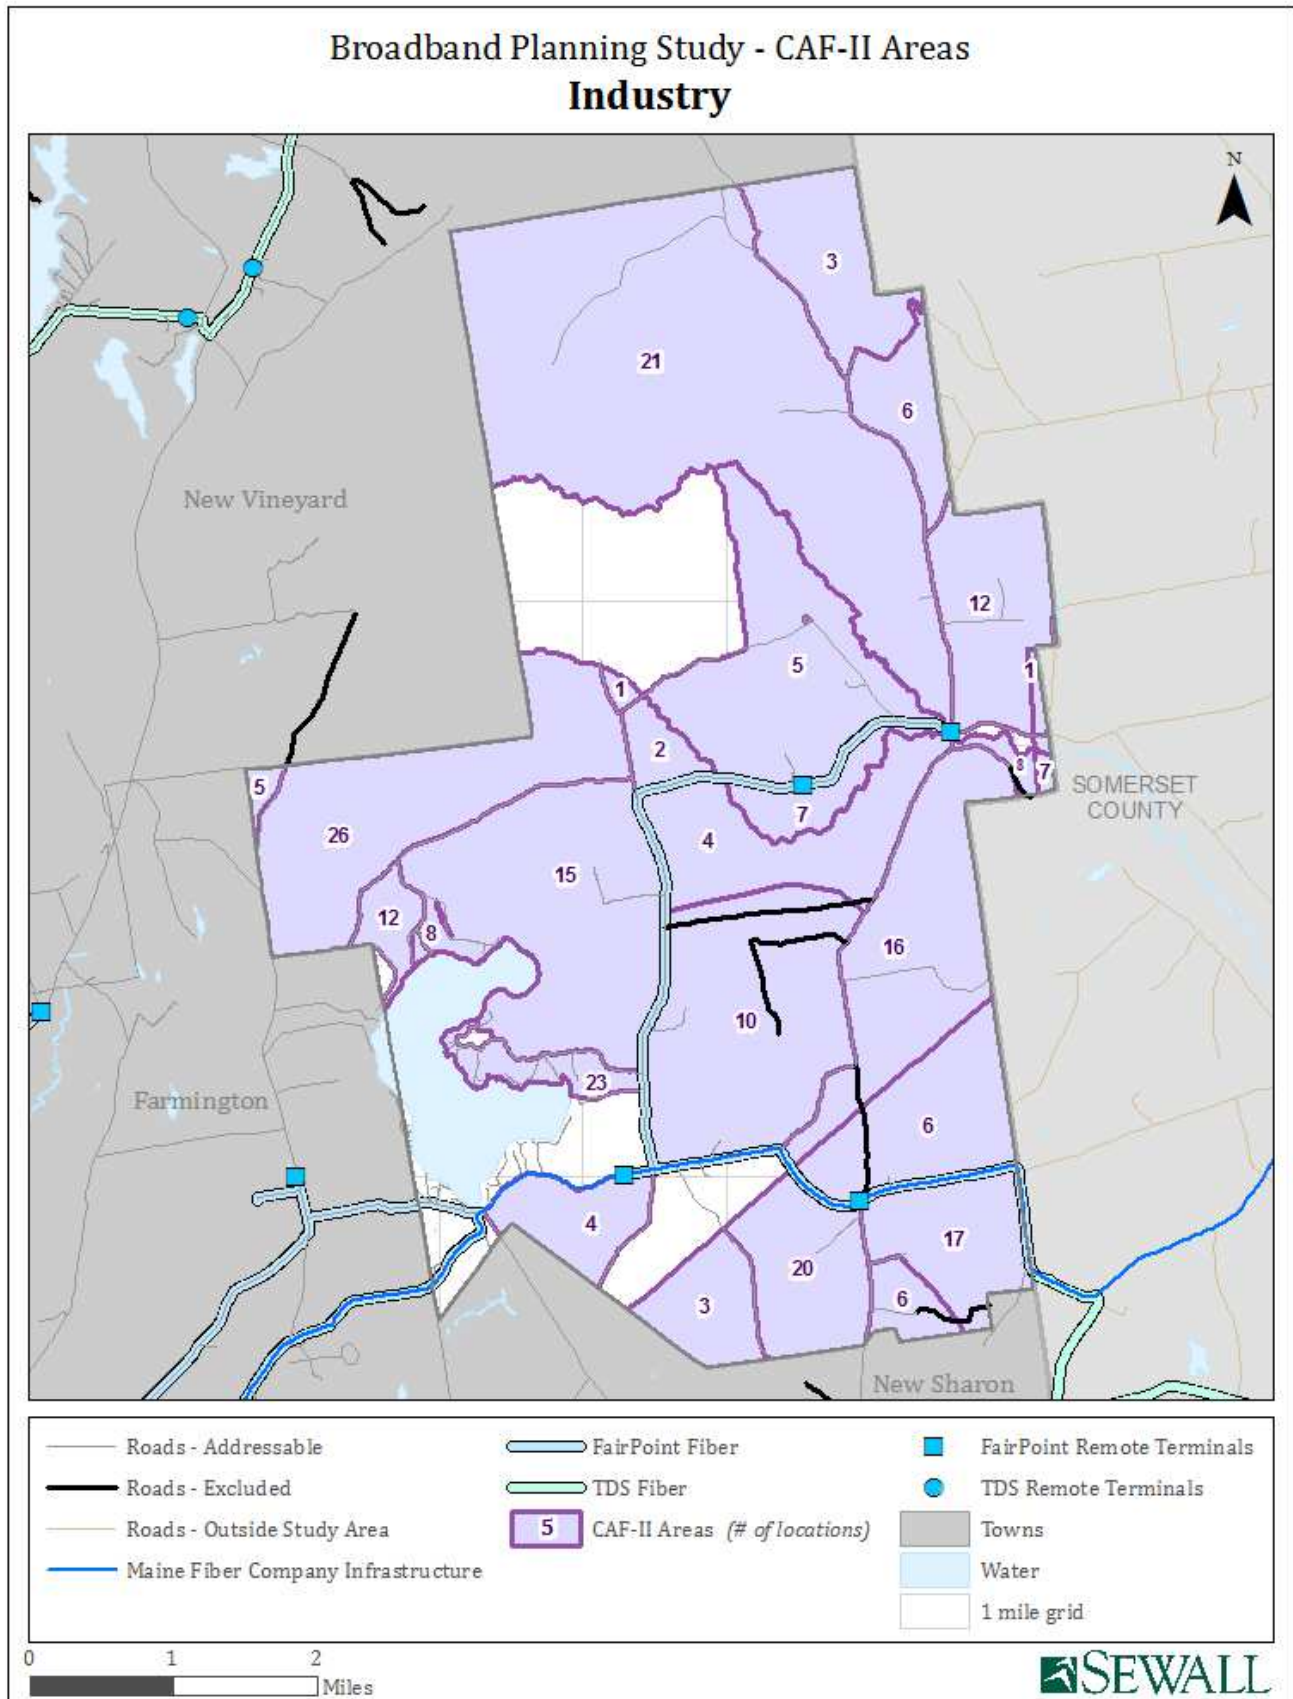 Broadband Planning Study - CAF-II Areas
Industry
N
3
21
6
New Vineyard
12
5
1
1
2
8
7
SOMERSET
COUNTY
5
7
26
4
15
12
8
16
10
23
Farmington
6
4
17
20
6
3
New Sharon
Roads - Addressable
Roads - Excluded
Roads - Outside Study Area
Maine Fiber Company Infrastructure
FairPoint Fiber
TDS Fiber
5 CAF-II Areas (# of locations)
FairPoint Remote Terminals
TDS Remote Terminals
Towns
Water
1 mile grid
0 1 2
Miles
SEWALL